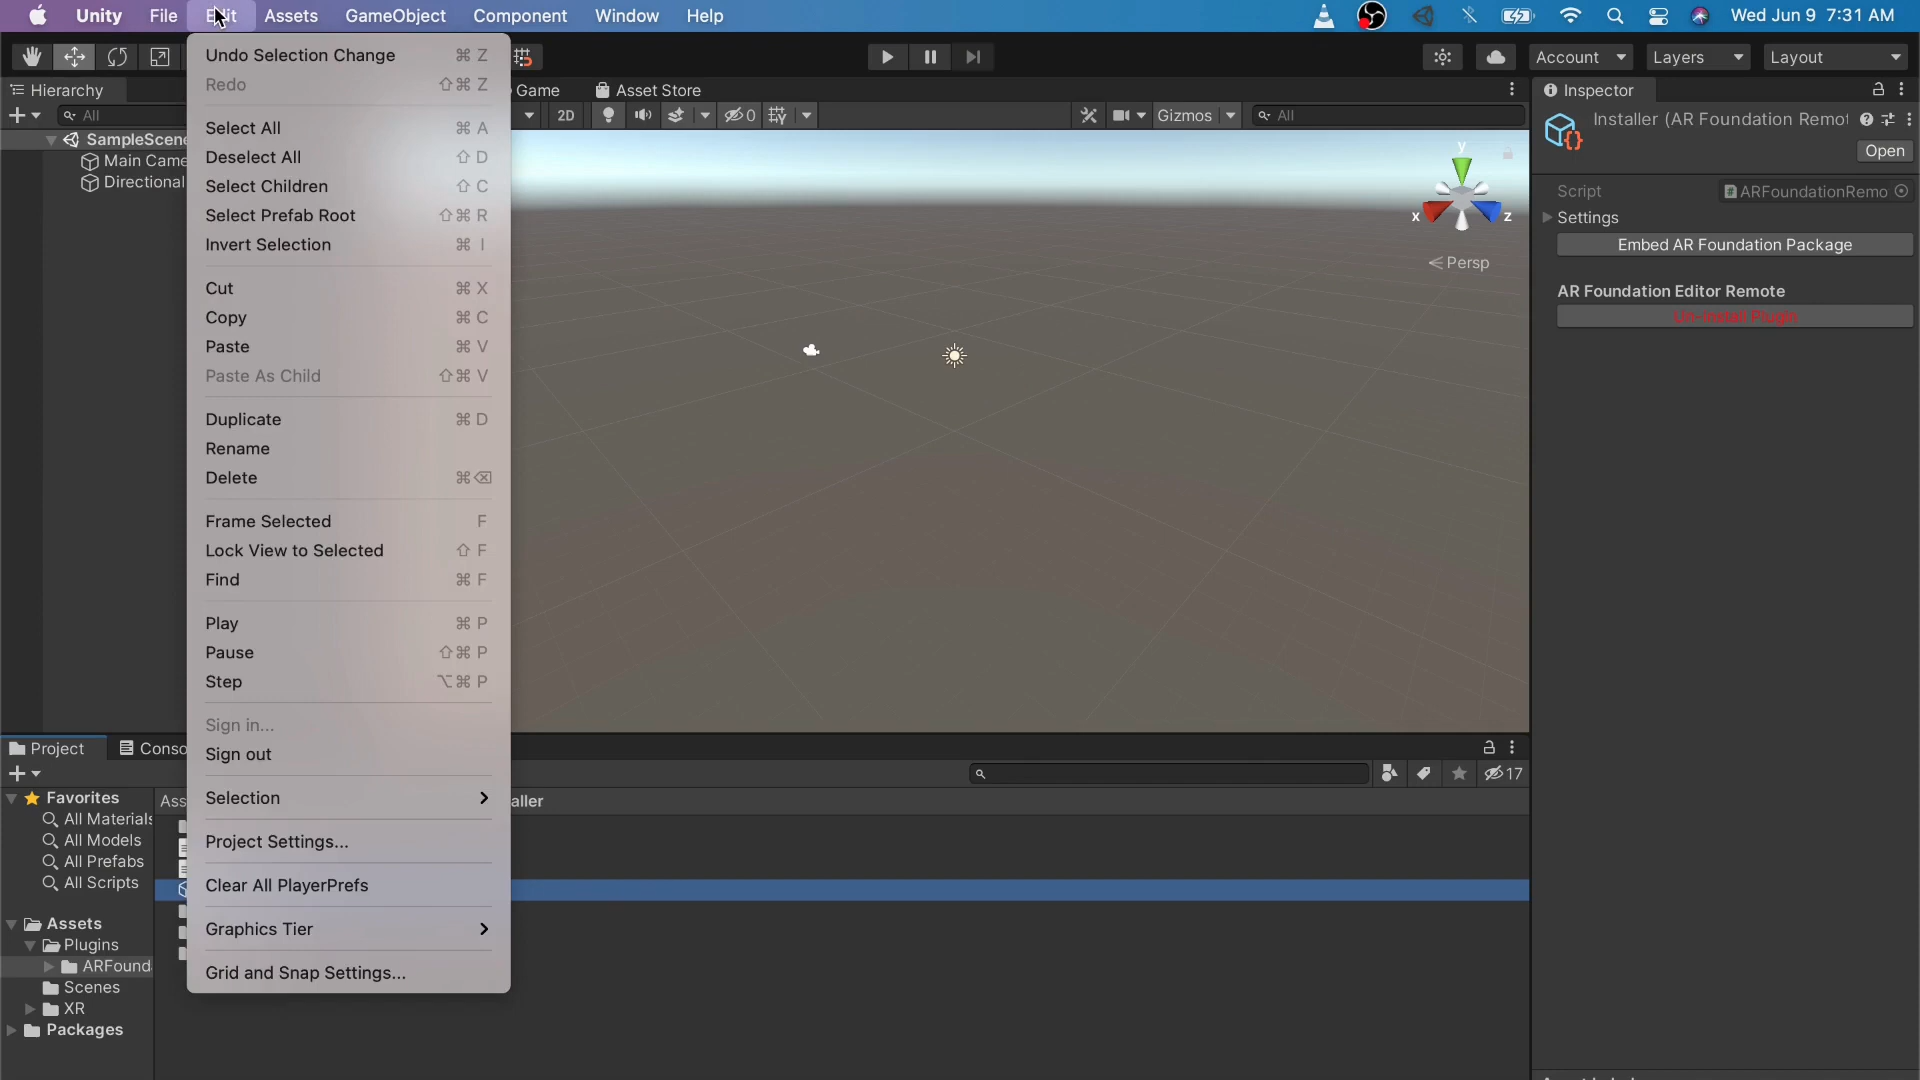 Unity File Edit Assets GameObject Component Window Help Wed Jun 9 7:31 AM
Account Layers Layout
Hierarchy Game Asset Store Inspector
All 2D 0 Gizmos All
Installer (AR Foundation Remot
Open
SampleScene
Main Came
Directional
Undo Selection Change ⌘ Z
Redo ⇧⌘ Z
Select All ⌘ A
Deselect All ⇧ D
Select Children ⇧ C
Select Prefab Root ⇧⌘ R
Invert Selection ⌘ I
Cut ⌘ X
Copy ⌘ C
Paste ⌘ V
Paste As Child ⇧⌘ V
Duplicate ⌘ D
Rename
Delete ⌘⌫
Frame Selected F
Lock View to Selected ⇧ F
Find ⌘ F
Play ⌘ P
Pause ⇧⌘ P
Step ⌥⌘ P
Sign in...
Sign out
Selection
Project Settings...
Clear All PlayerPrefs
Graphics Tier
Grid and Snap Settings...
y
x z
Persp
Script ARFoundationRemo
Settings
Embed AR Foundation Package
AR Foundation Editor Remote
Un-Install Plugin
Project Conso
17
Favorites
All Materials
All Models
All Prefabs
All Scripts
Assets
Plugins
ARFound
Scenes
XR
Packages
Ass aller